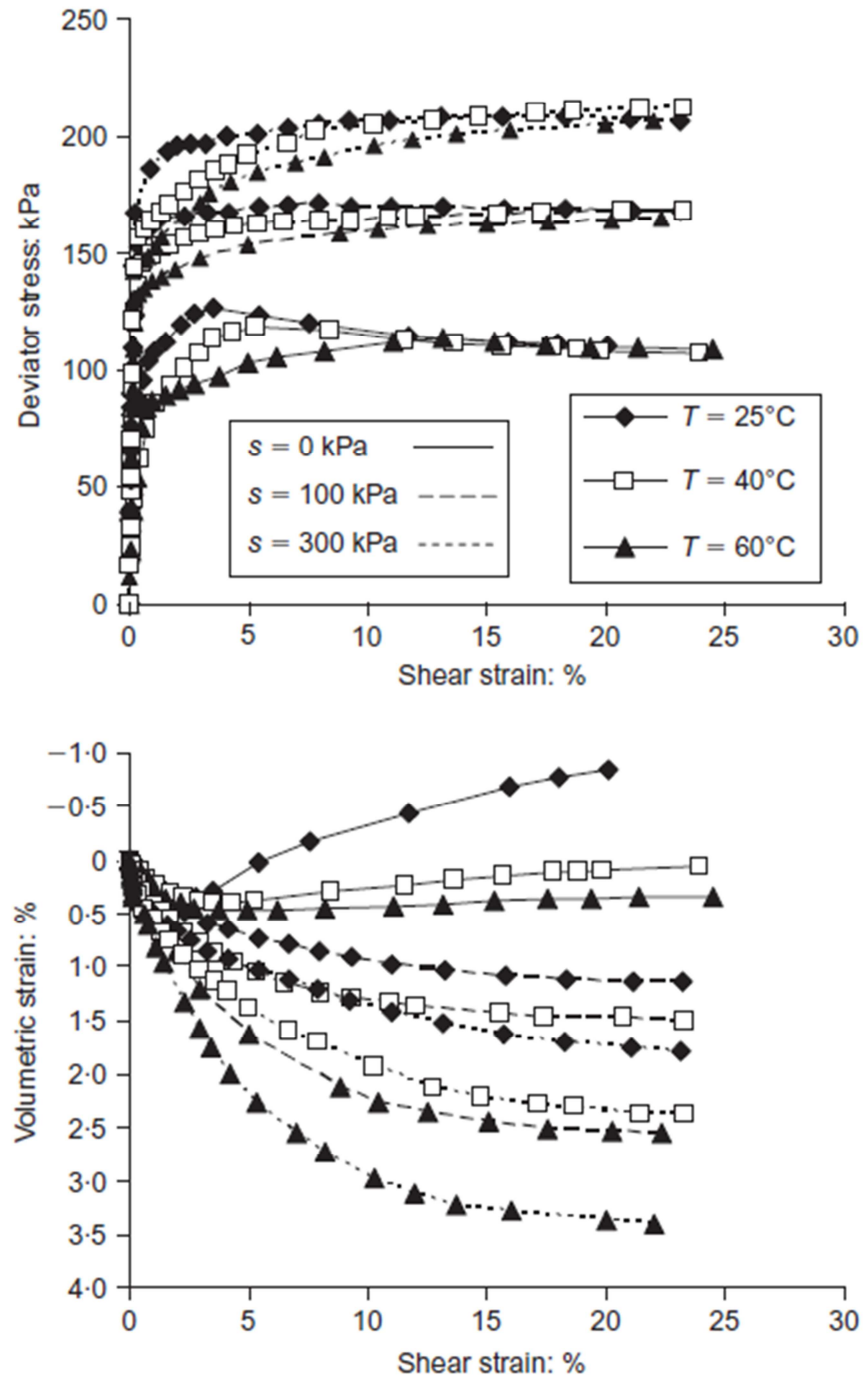 250
200
150
100
50
0
Deviator stress: kPa
s = 0 kPa
s = 100 kPa
s = 300 kPa
T = 25°C
T = 40°C
T = 60°C
0 5 10 15 20 25 30
Shear strain: %
−1·0
−0·5
0
0·5
1·0
1·5
2·0
2·5
3·0
3·5
4·0
Volumetric strain: %
0 5 10 15 20 25 30
Shear strain: %